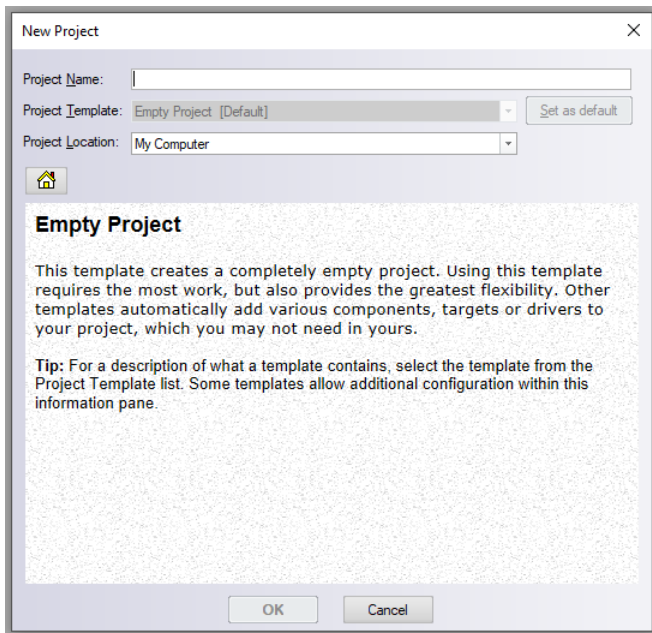 New Project
Project Name:
Project Template: Empty Project [Default] Set as default
Project Location: My Computer
Empty Project
This template creates a completely empty project. Using this template
requires the most work, but also provides the greatest flexibility. Other
templates automatically add various components, targets or drivers to
your project, which you may not need in yours.
Tip: For a description of what a template contains, select the template from the
Project Template list. Some templates allow additional configuration within this
information pane.
OK Cancel